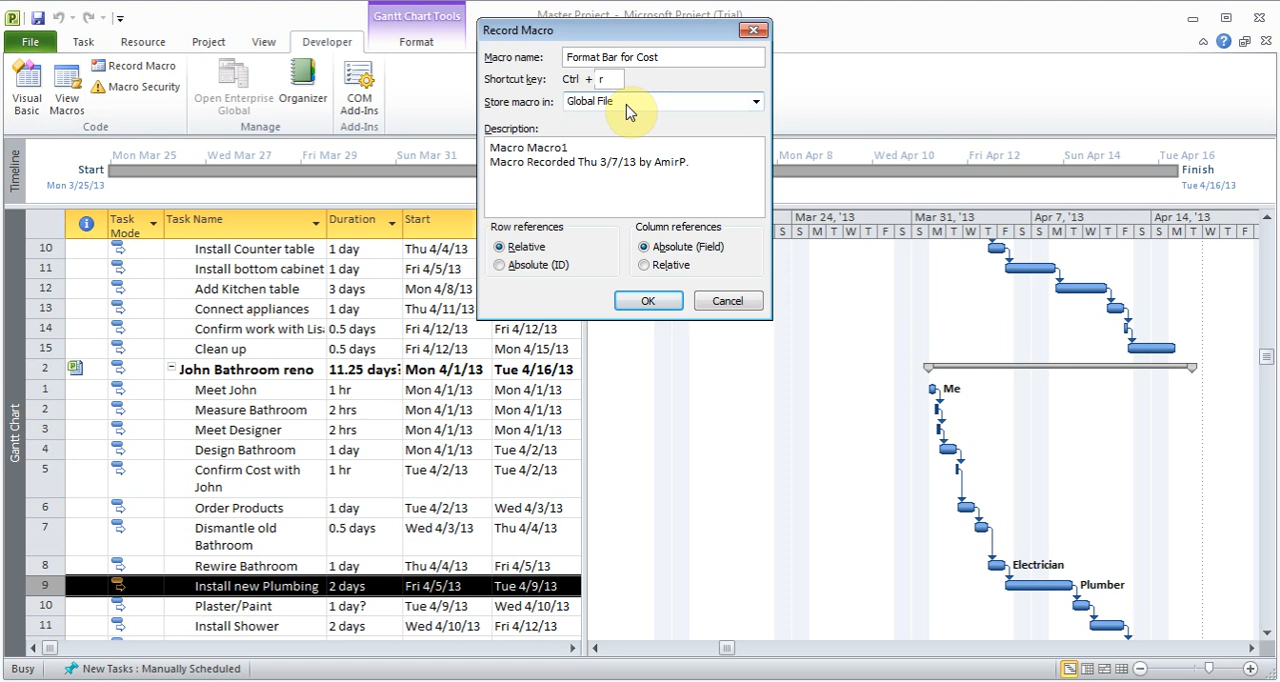 Master Project - Microsoft Project (Trial)
Gantt Chart Tools
File Task Resource Project View Developer Format
Visual Basic
View Macros
Record Macro
Macro Security
Code
Open Enterprise Global
Organizer
Manage
COM Add-Ins
Add-Ins
Record Macro
Macro name: Format Bar for Cost
Shortcut key: Ctrl + r
Store macro in: Global File
Description:
Macro Macro1
Macro Recorded Thu 3/7/13 by AmirP.
Row references
Relative
Absolute (ID)
Column references
Absolute (Field)
Relative
OK Cancel
Timeline
Mon Mar 25 Wed Mar 27 Fri Mar 29 Sun Mar 31 Mon Apr 8 Wed Apr 10 Fri Apr 12 Sun Apr 14 Tue Apr 16
Start
Mon 3/25/13
Finish
Tue 4/16/13
Gantt Chart
Task Mode Task Name Duration Start
Mar 24, '13 Mar 31, '13 Apr 7, '13 Apr 14, '13
S S M T W T F S S M T W T F S S M T W T F S S M T W T F
10 Install Counter table 1 day Thu 4/4/13
11 Install bottom cabinet 1 day Fri 4/5/13
12 Add Kitchen table 3 days Mon 4/8/13
13 Connect appliances 1 day Thu 4/11/13
14 Confirm work with Lisa 0.5 days Fri 4/12/13 Fri 4/12/13
15 Clean up 0.5 days Fri 4/12/13 Mon 4/15/13
2 John Bathroom reno 11.25 days? Mon 4/1/13 Tue 4/16/13
1 Meet John 1 hr Mon 4/1/13 Mon 4/1/13 Me
2 Measure Bathroom 2 hrs Mon 4/1/13 Mon 4/1/13
3 Meet Designer 2 hrs Mon 4/1/13 Mon 4/1/13
4 Design Bathroom 1 day Mon 4/1/13 Tue 4/2/13
5 Confirm Cost with John 1 hr Tue 4/2/13 Tue 4/2/13
6 Order Products 1 day Tue 4/2/13 Wed 4/3/13
7 Dismantle old Bathroom 0.5 days Wed 4/3/13 Thu 4/4/13
8 Rewire Bathroom 1 day Thu 4/4/13 Fri 4/5/13 Electrician
9 Install new Plumbing 2 days Fri 4/5/13 Tue 4/9/13 Plumber
10 Plaster/Paint 1 day? Tue 4/9/13 Wed 4/10/13
11 Install Shower 2 days Wed 4/10/13 Fri 4/12/13
Busy New Tasks : Manually Scheduled